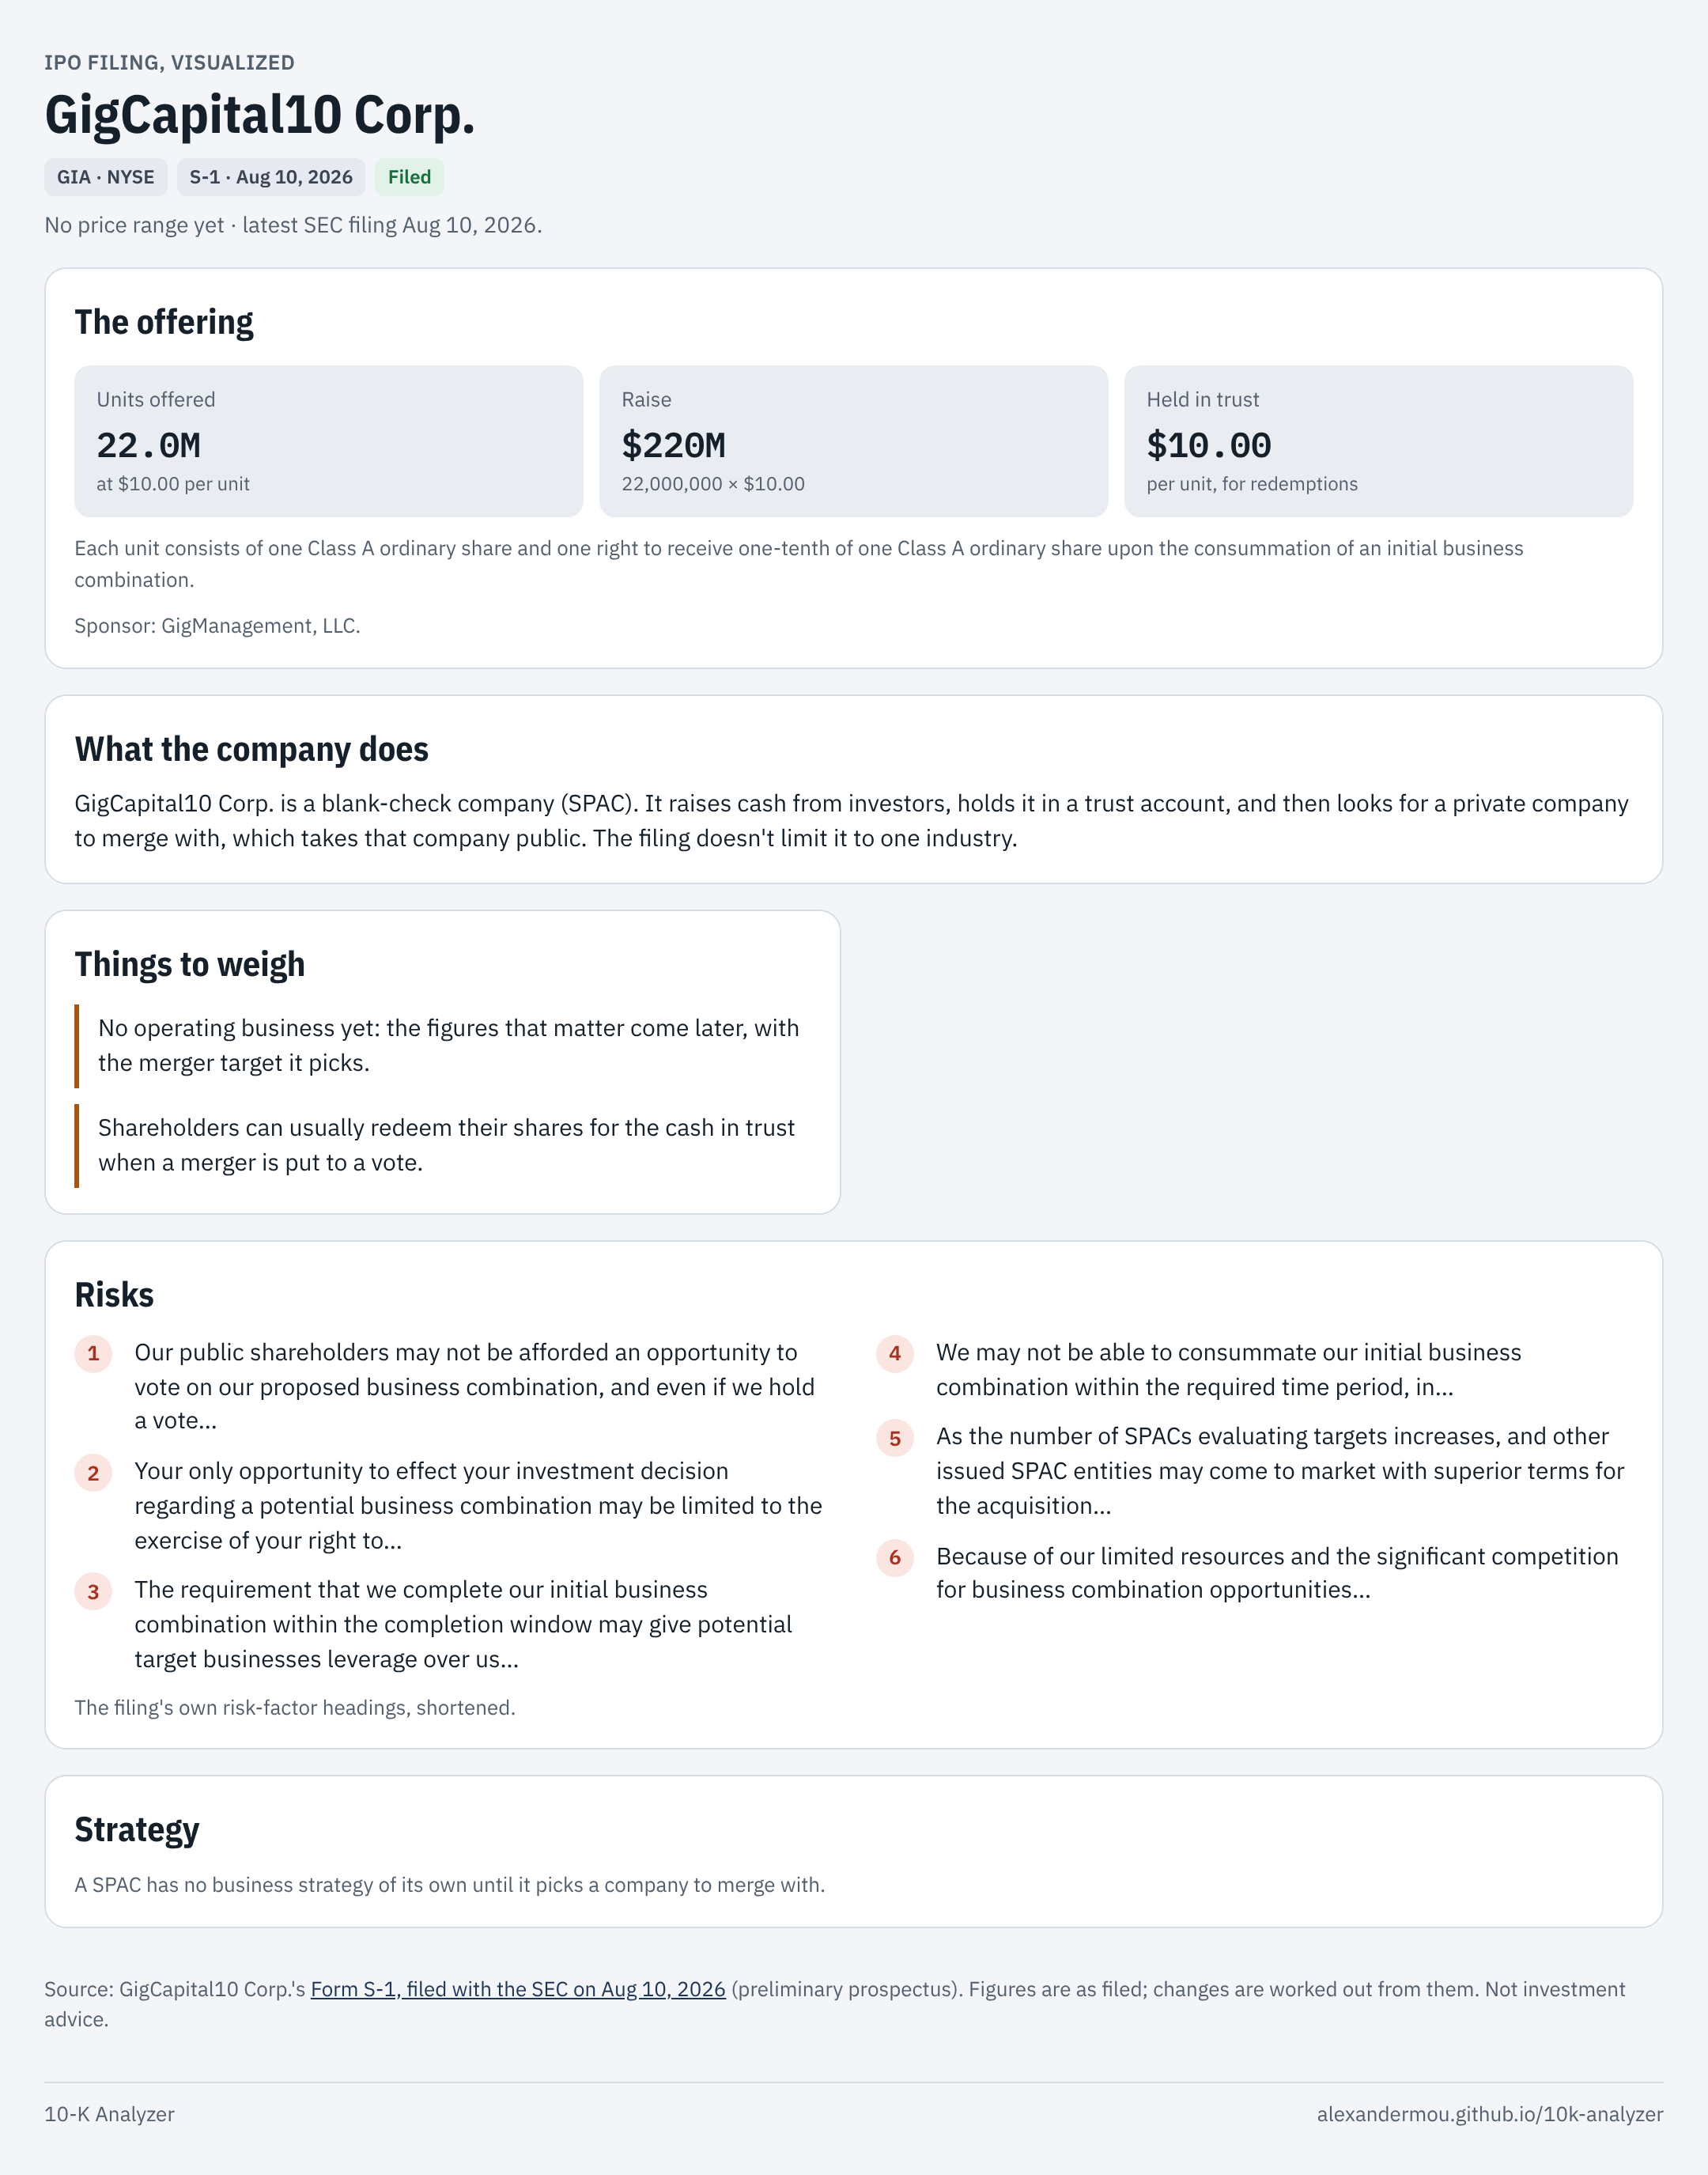 IPO FILING, VISUALIZED
GigCapital10 Corp.
GIA · NYSE
S-1 · Aug 10, 2026
Filed
No price range yet · latest SEC filing Aug 10, 2026.
The offering
Units offered
22.0M
at $10.00 per unit
Raise
$220M
22,000,000 × $10.00
Held in trust
$10.00
per unit, for redemptions
Each unit consists of one Class A ordinary share and one right to receive one-tenth of one Class A ordinary share upon the consummation of an initial business
combination.
Sponsor: GigManagement, LLC.
What the company does
GigCapital10 Corp. is a blank-check company (SPAC). It raises cash from investors, holds it in a trust account, and then looks for a private company
to merge with, which takes that company public. The filing doesn't limit it to one industry.
Things to weigh
No operating business yet: the figures that matter come later, with
the merger target it picks.
Shareholders can usually redeem their shares for the cash in trust
when a merger is put to a vote.
Risks
1 Our public shareholders may not be afforded an opportunity to
vote on our proposed business combination, and even if we hold
a vote...
2 Your only opportunity to effect your investment decision
regarding a potential business combination may be limited to the
exercise of your right to...
3 The requirement that we complete our initial business
combination within the completion window may give potential
target businesses leverage over us...
4 We may not be able to consummate our initial business
combination within the required time period, in...
5 As the number of SPACs evaluating targets increases, and other
issued SPAC entities may come to market with superior terms for
the acquisition...
6 Because of our limited resources and the significant competition
for business combination opportunities...
The filing's own risk-factor headings, shortened.
Strategy
A SPAC has no business strategy of its own until it picks a company to merge with.
Source: GigCapital10 Corp.'s Form S-1, filed with the SEC on Aug 10, 2026 (preliminary prospectus). Figures are as filed; changes are worked out from them. Not investment
advice.
10-K Analyzer
alexandermou.github.io/10k-analyzer